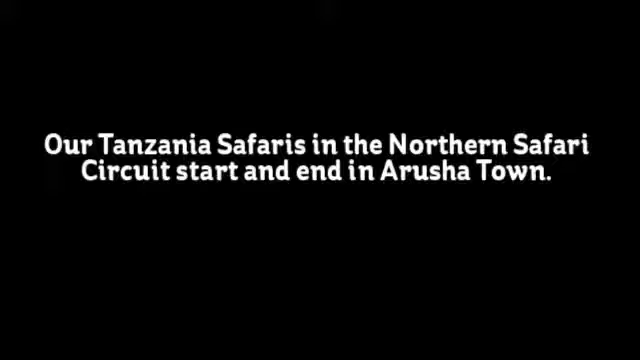 Our Tanzania Safaris in the Northern Safari
Circuit start and end in Arusha Town.